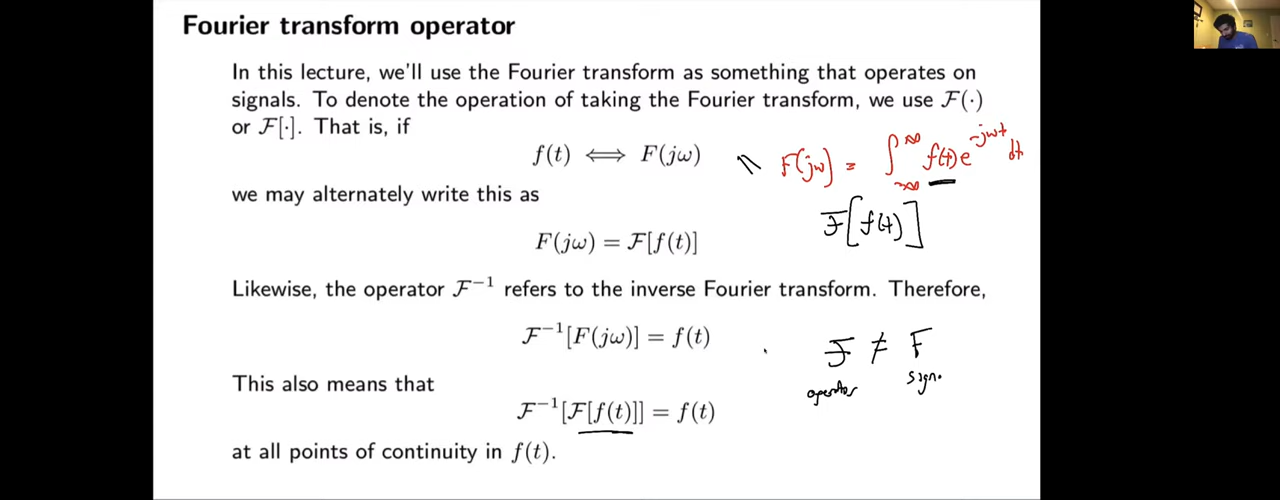 Fourier transform operator
In this lecture, we'll use the Fourier transform as something that operates on
signals. To denote the operation of taking the Fourier transform, we use ℱ(·)
or ℱ[·]. That is, if
f(t) ⟺ F(jω)
F(jω) = ∫_{-∞}^{∞} f(t) e^{-jωt} dt
we may alternately write this as
ℱ[f(t)]
F(jω) = ℱ[f(t)]
Likewise, the operator ℱ⁻¹ refers to the inverse Fourier transform. Therefore,
ℱ⁻¹[F(jω)] = f(t)
ℱ ≠ F
operator sign
This also means that
ℱ⁻¹[ℱ[f(t)]] = f(t)
at all points of continuity in f(t).